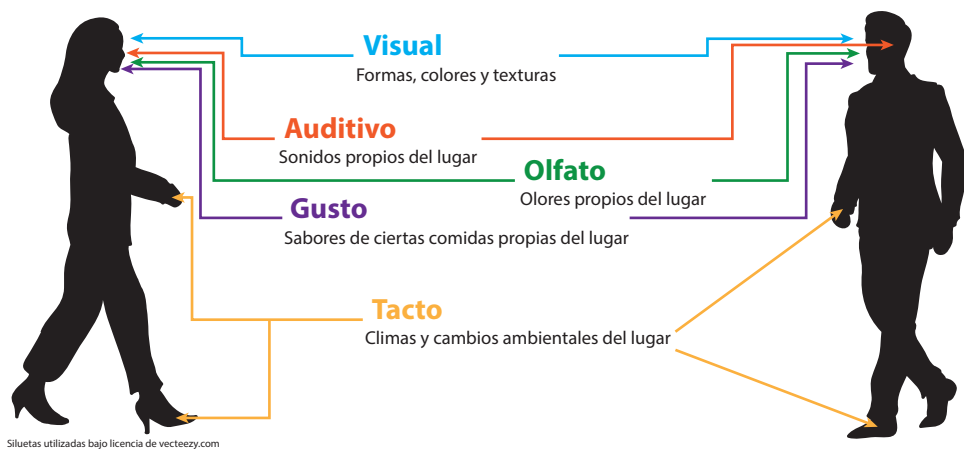 Visual
Formas, colores y texturas
Auditivo
Sonidos propios del lugar
Olfato
Olores propios del lugar
Gusto
Sabores de ciertas comidas propias del lugar
Tacto
Climas y cambios ambientales del lugar
Siluetas utilizadas bajo licencia de vecteezy.com